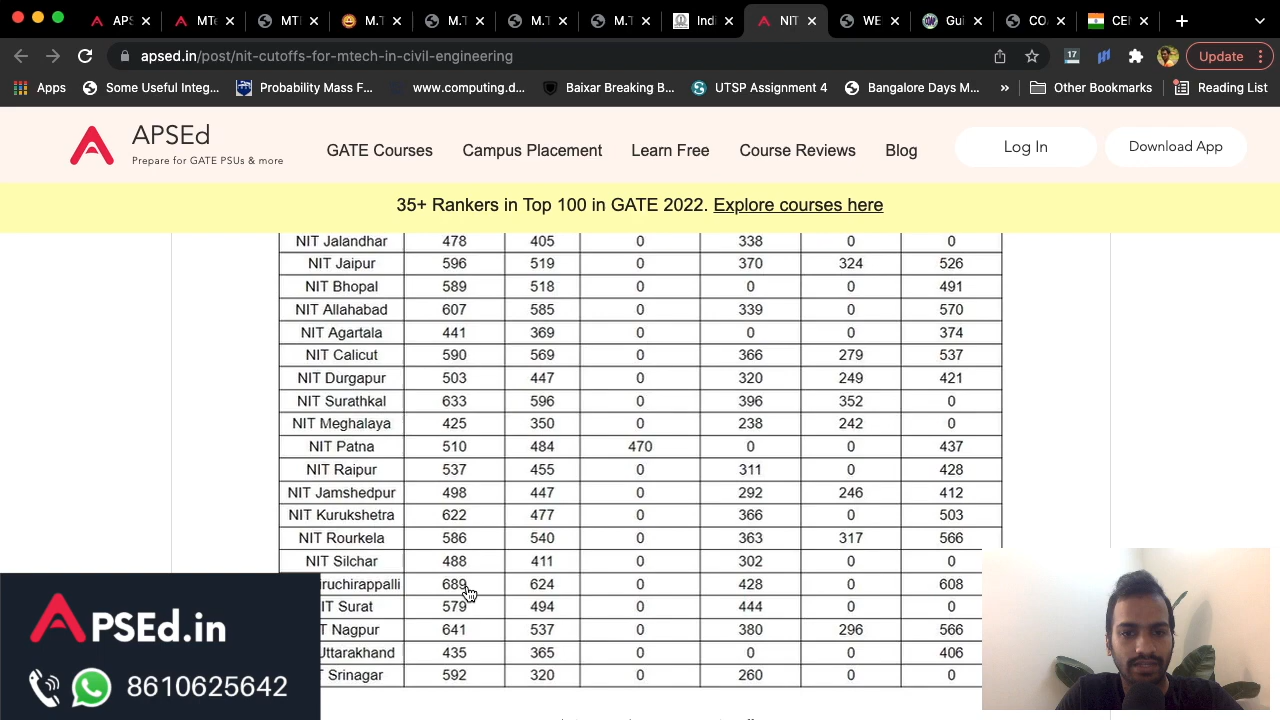 APS
MTe
MTE
M.T
M.T
M.T
M.T
Indi
NIT
WE
Gui
CO
CEN
apsed.in/post/nit-cutoffs-for-mtech-in-civil-engineering
17
Update
Apps
Some Useful Integ...
Probability Mass F...
www.computing.d...
Baixar Breaking B...
UTSP Assignment 4
Bangalore Days M...
»
Other Bookmarks
Reading List
APSEd
Prepare for GATE PSUs & more
GATE Courses
Campus Placement
Learn Free
Course Reviews
Blog
Log In
Download App
35+ Rankers in Top 100 in GATE 2022. Explore courses here
NIT Jalandhar 478 405 0 338 0 0
NIT Jaipur 596 519 0 370 324 526
NIT Bhopal 589 518 0 0 0 491
NIT Allahabad 607 585 0 339 0 570
NIT Agartala 441 369 0 0 0 374
NIT Calicut 590 569 0 366 279 537
NIT Durgapur 503 447 0 320 249 421
NIT Surathkal 633 596 0 396 352 0
NIT Meghalaya 425 350 0 238 242 0
NIT Patna 510 484 470 0 0 437
NIT Raipur 537 455 0 311 0 428
NIT Jamshedpur 498 447 0 292 246 412
NIT Kurukshetra 622 477 0 366 0 503
NIT Rourkela 586 540 0 363 317 566
NIT Silchar 488 411 0 302 0 0
iruchirappalli 689 624 0 428 0 608
IT Surat 579 494 0 444 0 0
T Nagpur 641 537 0 380 296 566
Uttarakhand 435 365 0 0 0 406
T Srinagar 592 320 0 260 0 0
APSEd.in
8610625642